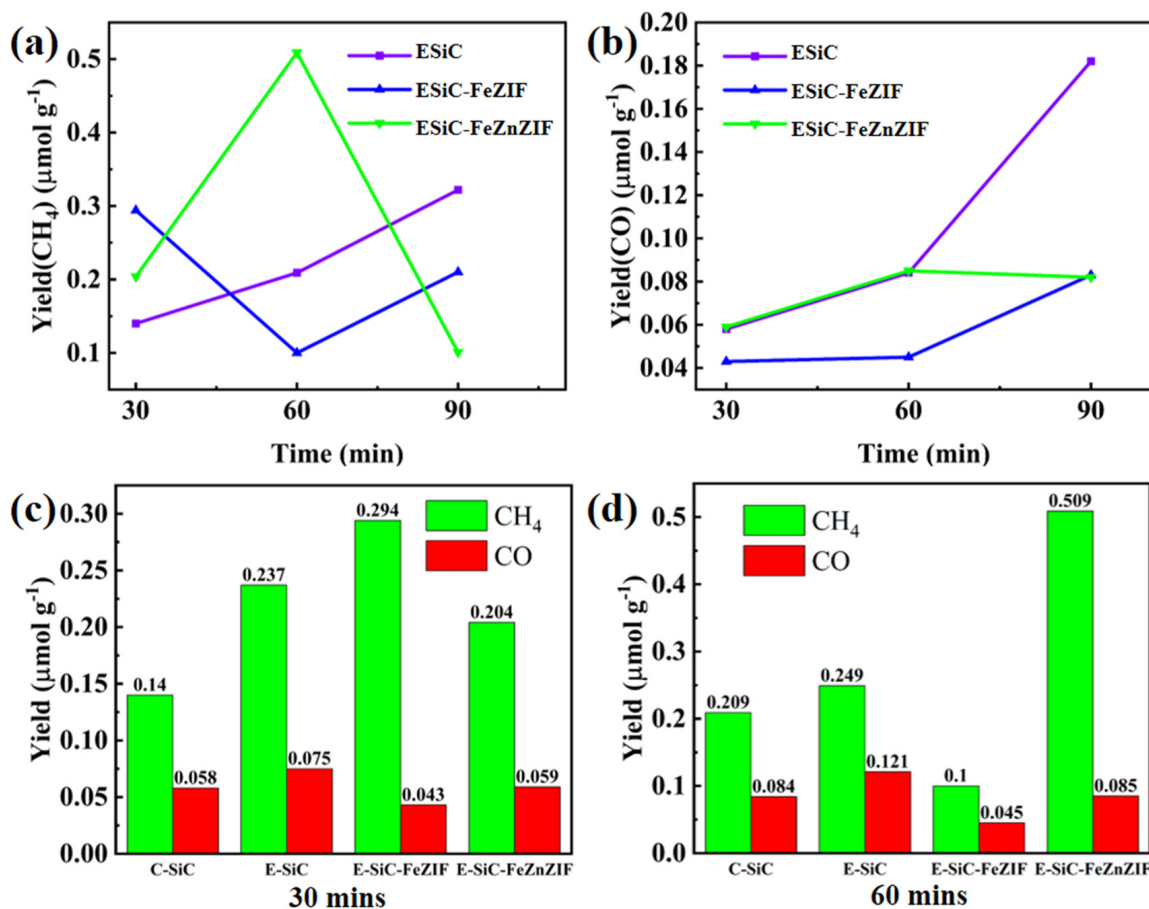 (a)
Yield(CH₄) (μmol g⁻¹)
0.5
0.4
0.3
0.2
0.1
ESiC
ESiC-FeZIF
ESiC-FeZnZIF
30
60
90
Time (min)
(b)
Yield(CO) (μmol g⁻¹)
0.20
0.18
0.16
0.14
0.12
0.10
0.08
0.06
0.04
ESiC
ESiC-FeZIF
ESiC-FeZnZIF
30
60
90
Time (min)
(c)
Yield (μmol g⁻¹)
0.30
0.25
0.20
0.15
0.10
0.05
0.00
CH₄
CO
0.14
0.058
0.237
0.075
0.294
0.043
0.204
0.059
C-SiC
E-SiC
E-SiC-FeZIF
E-SiC-FeZnZIF
30 mins
(d)
Yield (μmol g⁻¹)
0.5
0.4
0.3
0.2
0.1
0.0
CH₄
CO
0.209
0.084
0.249
0.121
0.1
0.045
0.509
0.085
C-SiC
E-SiC
E-SiC-FeZIF
E-SiC-FeZnZIF
60 mins